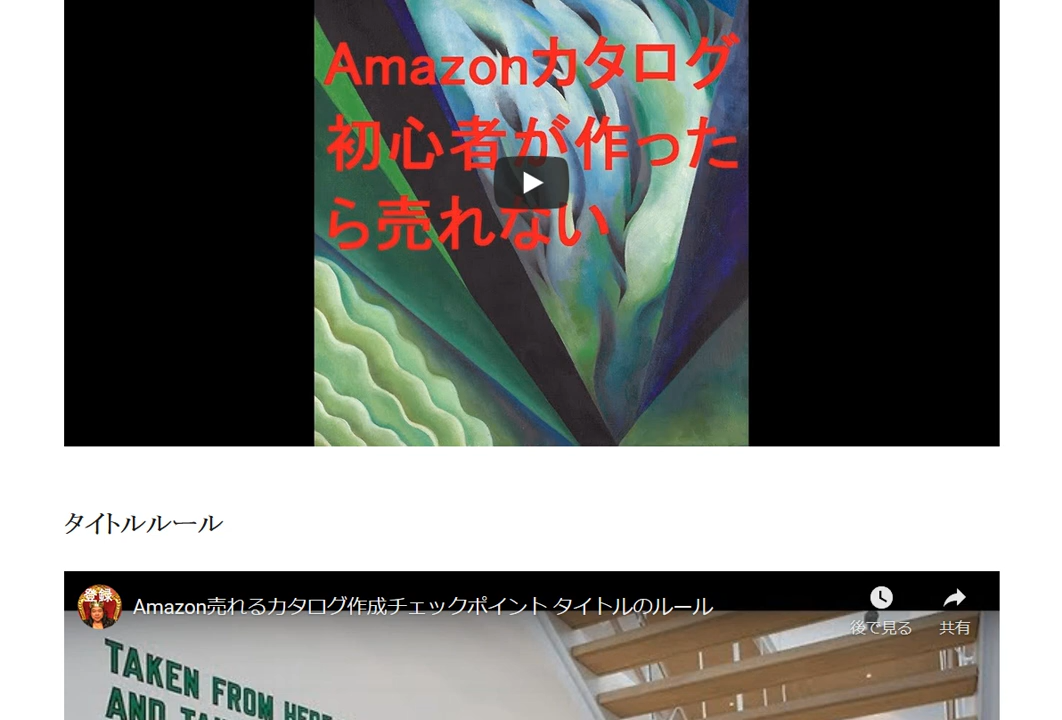 Amazonカタログ
初心者が作った
ら売れない
タイトルルール
登録
Amazon売れるカタログ作成チェックポイント タイトルのルール
後で見る
共有
TAKEN FROM HERE
AND